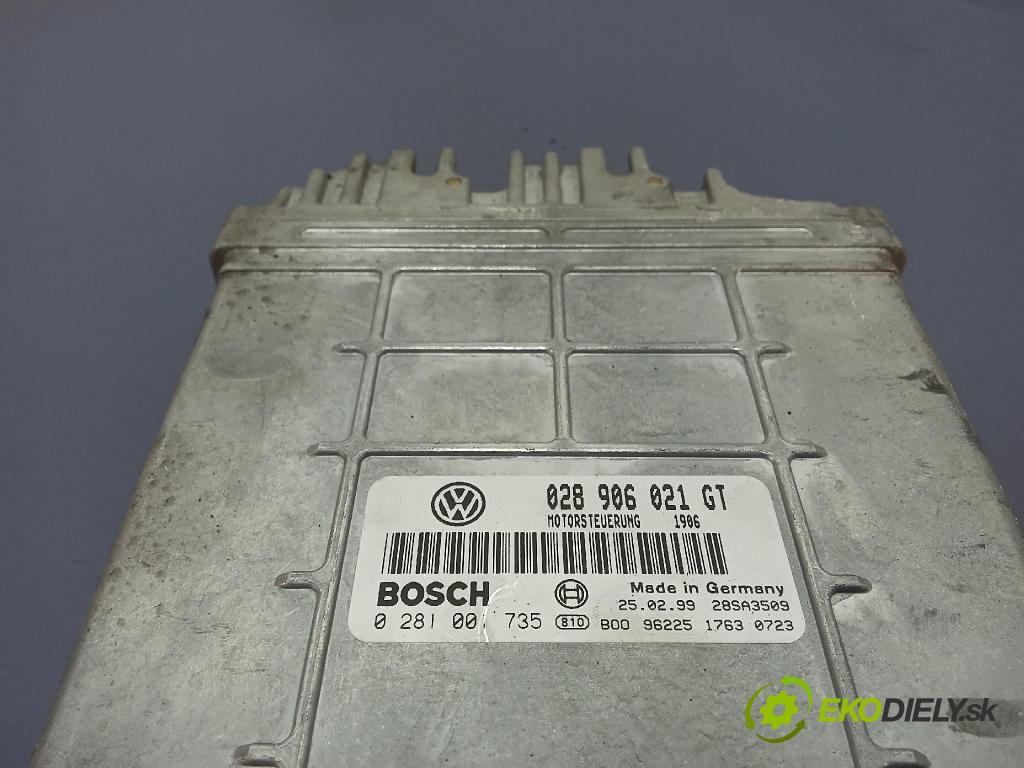 028 906 021 GT
MOTORSTEUERUNG 1906
BOSCH
Made in Germany
25.02.99 28SA3509
0 281 001 735 810 B00 96225 1763 0723
EKODIELY.sk